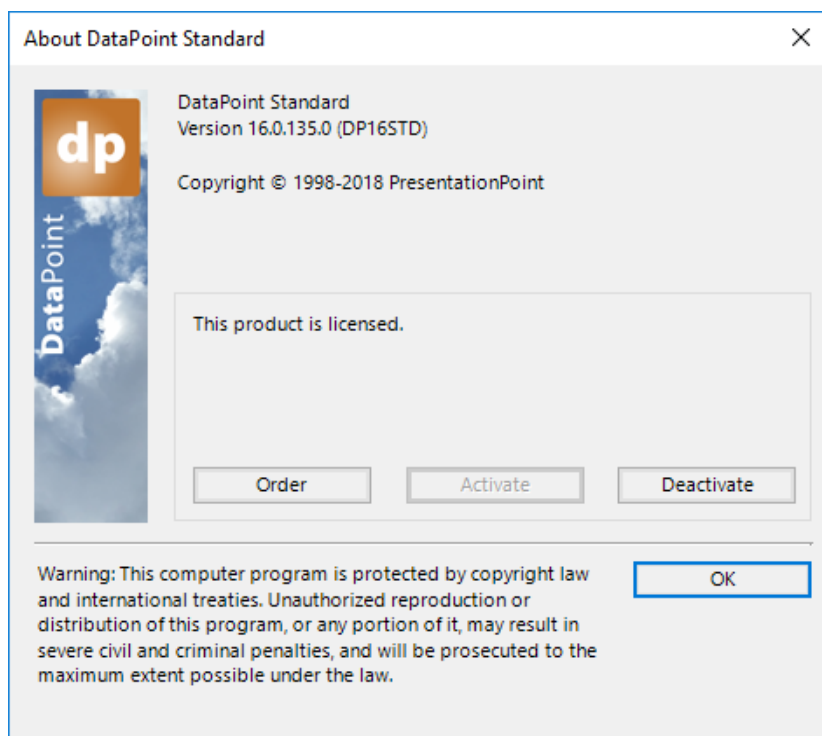 About DataPoint Standard
dp
DataPoint
DataPoint Standard
Version 16.0.135.0 (DP16STD)
Copyright © 1998-2018 PresentationPoint
This product is licensed.
Order
Activate
Deactivate
Warning: This computer program is protected by copyright law
and international treaties. Unauthorized reproduction or
distribution of this program, or any portion of it, may result in
severe civil and criminal penalties, and will be prosecuted to the
maximum extent possible under the law.
OK